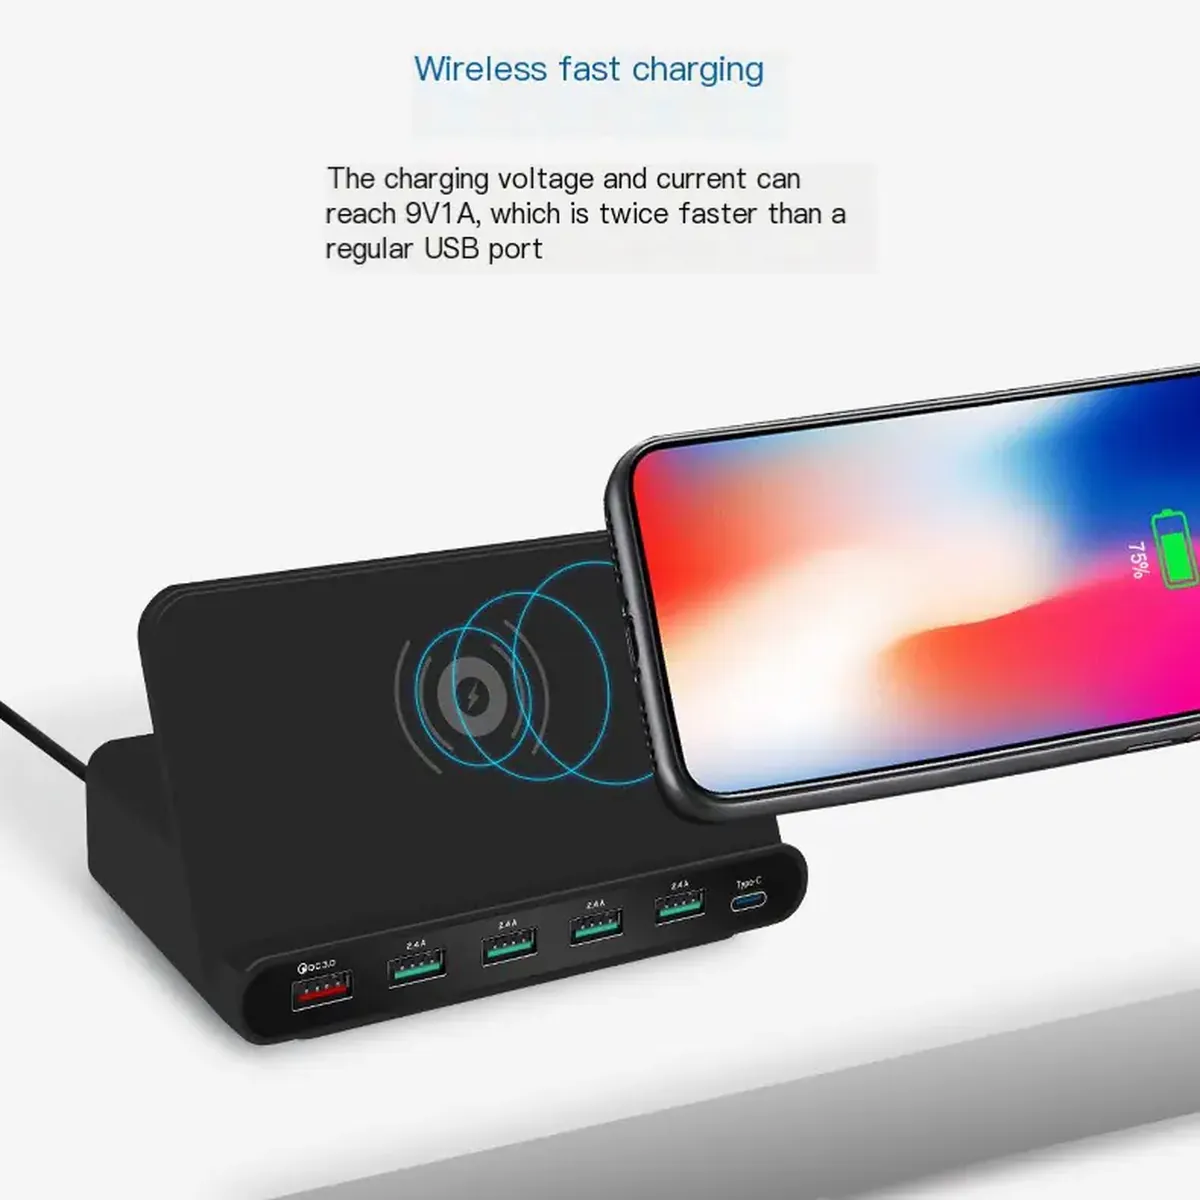 Wireless fast charging
The charging voltage and current can
reach 9V1A, which is twice faster than a
regular USB port
75%
QC3.0
2.4A
2.4A
2.4A
2.4A
Type-C